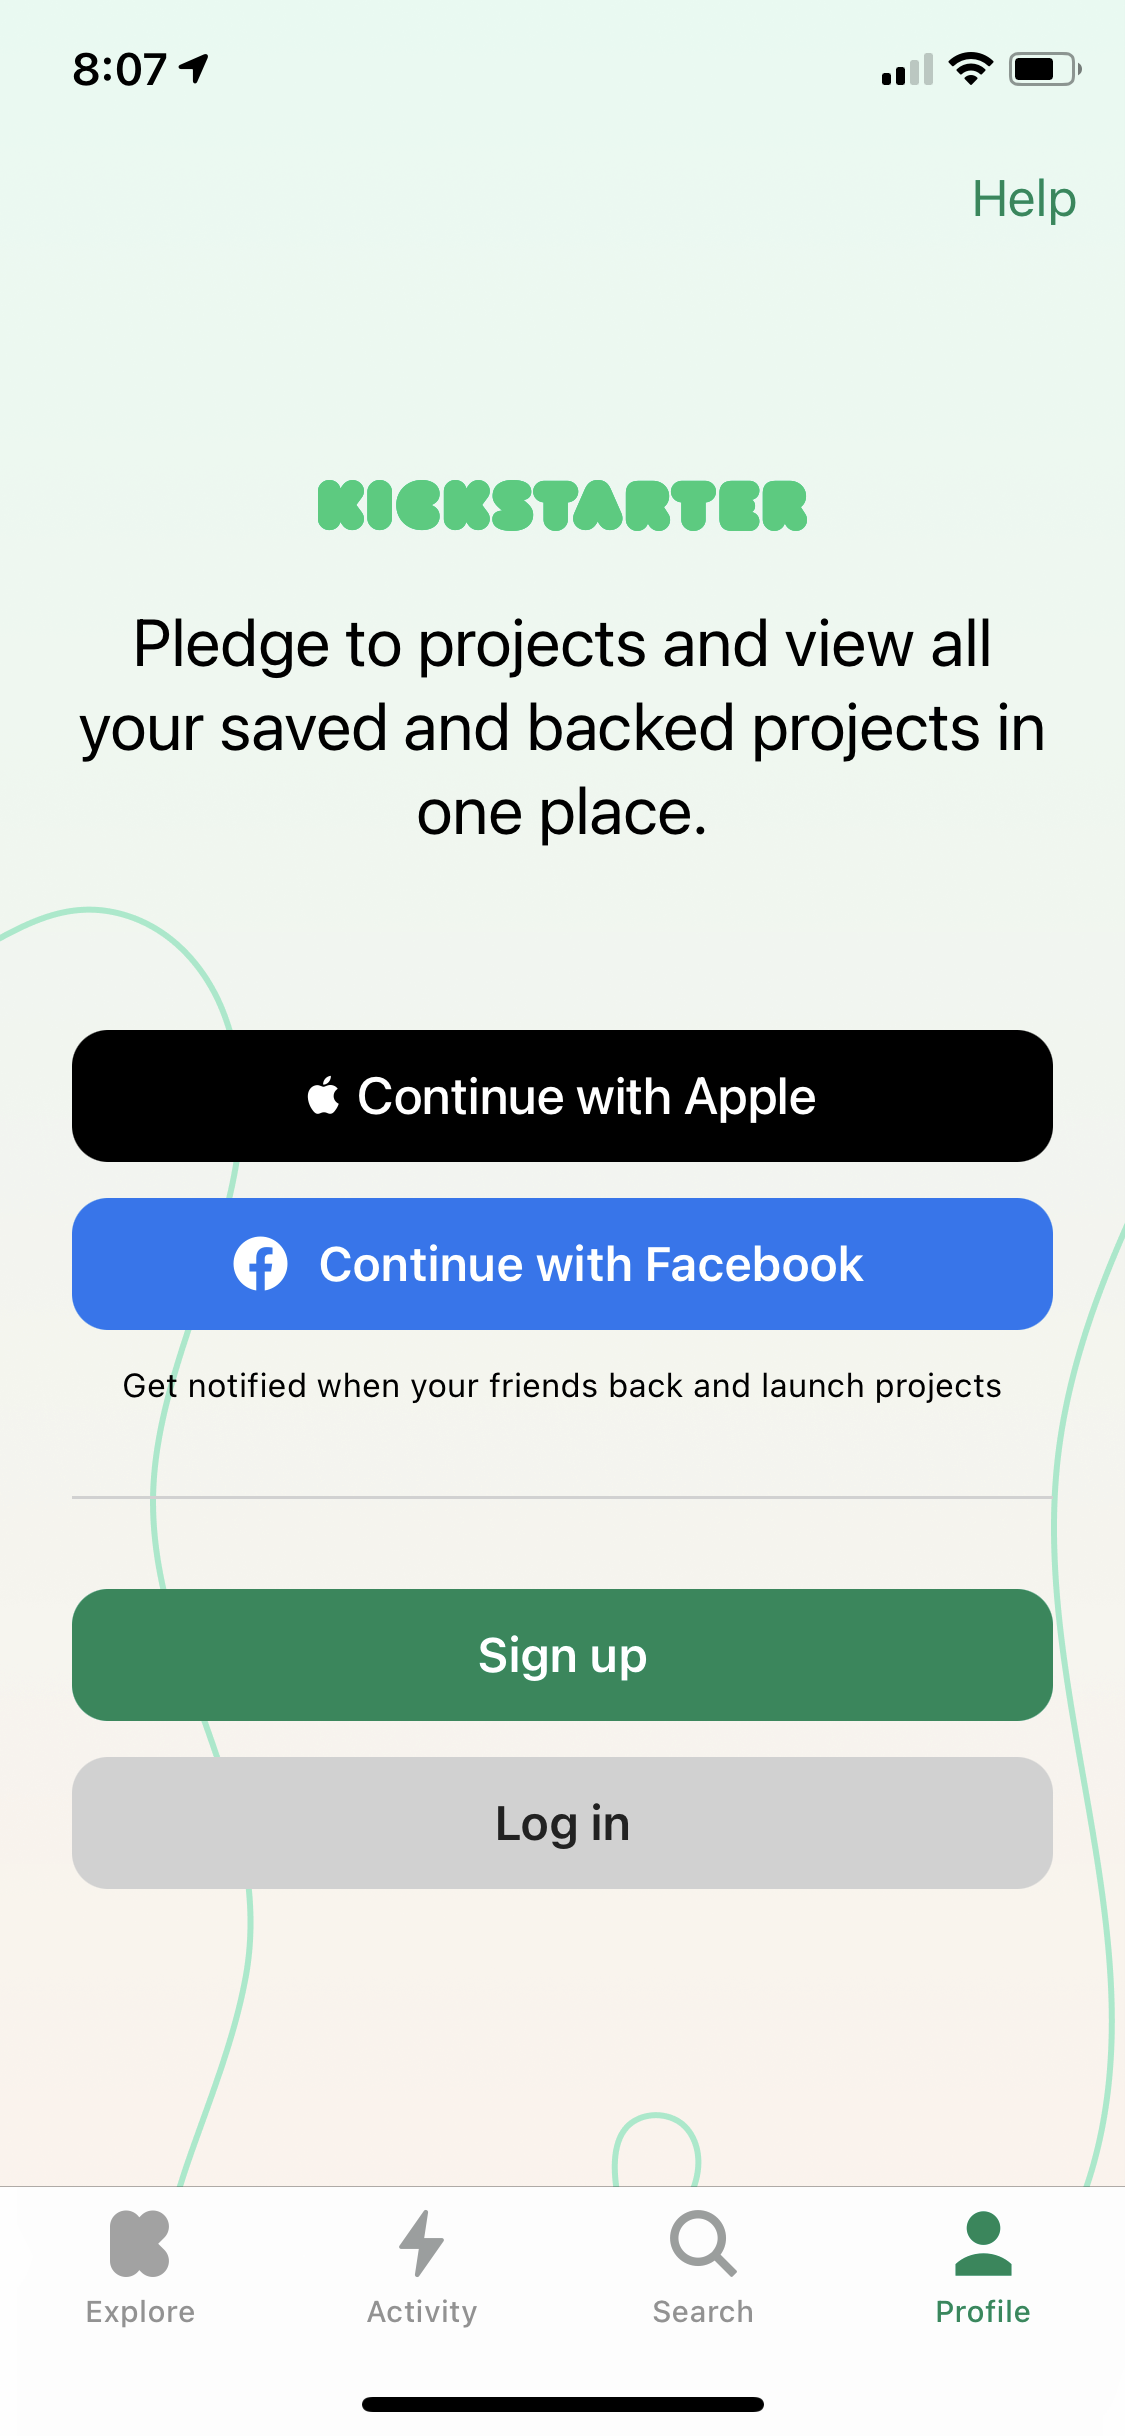 8:07
Help
KICKSTARTER
Pledge to projects and view all
your saved and backed projects in
one place.
Continue with Apple
Continue with Facebook
Get notified when your friends back and launch projects
Sign up
Log in
Explore
Activity
Search
Profile